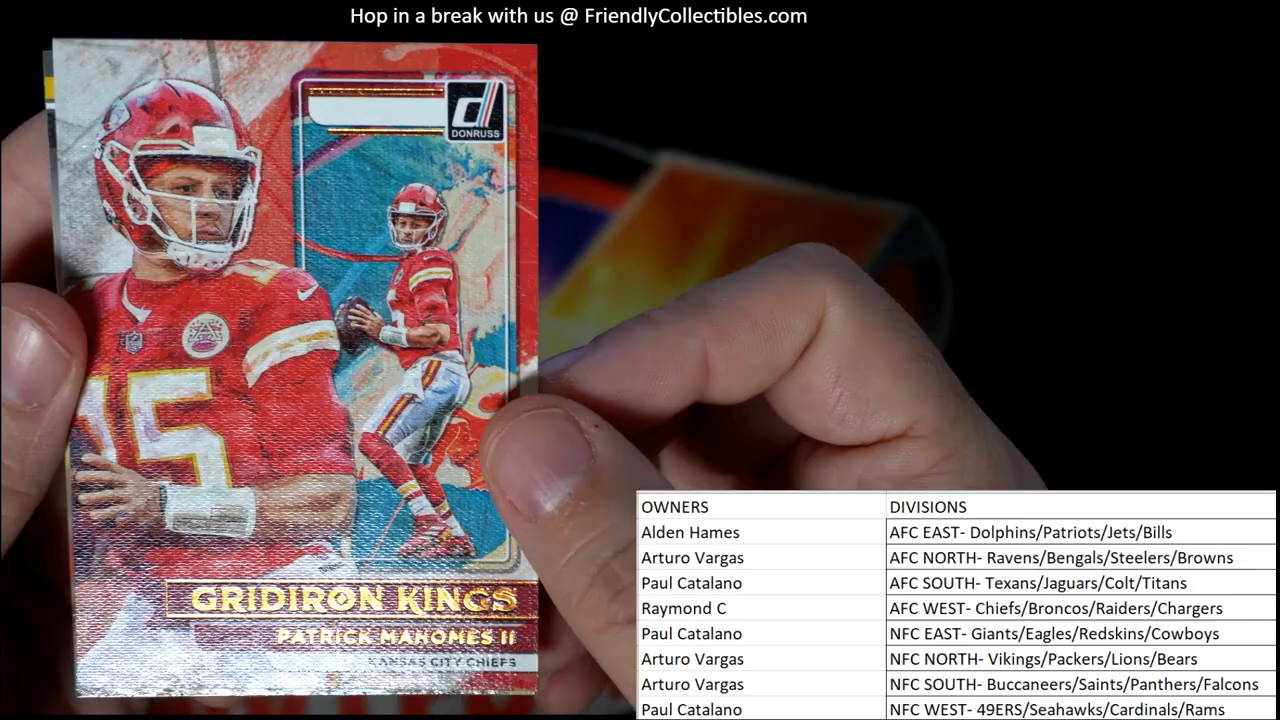 Hop in a break with us @ FriendlyCollectibles.com
DONRUSS
15
GRIDIRON KINGS
PATRICK MAHOMES II
KANSAS CITY CHIEFS
OWNERS DIVISIONS
Alden Hames AFC EAST- Dolphins/Patriots/Jets/Bills
Arturo Vargas AFC NORTH- Ravens/Bengals/Steelers/Browns
Paul Catalano AFC SOUTH- Texans/Jaguars/Colt/Titans
Raymond C AFC WEST- Chiefs/Broncos/Raiders/Chargers
Paul Catalano NFC EAST- Giants/Eagles/Redskins/Cowboys
Arturo Vargas NFC NORTH- Vikings/Packers/Lions/Bears
Arturo Vargas NFC SOUTH- Buccaneers/Saints/Panthers/Falcons
Paul Catalano NFC WEST- 49ERS/Seahawks/Cardinals/Rams